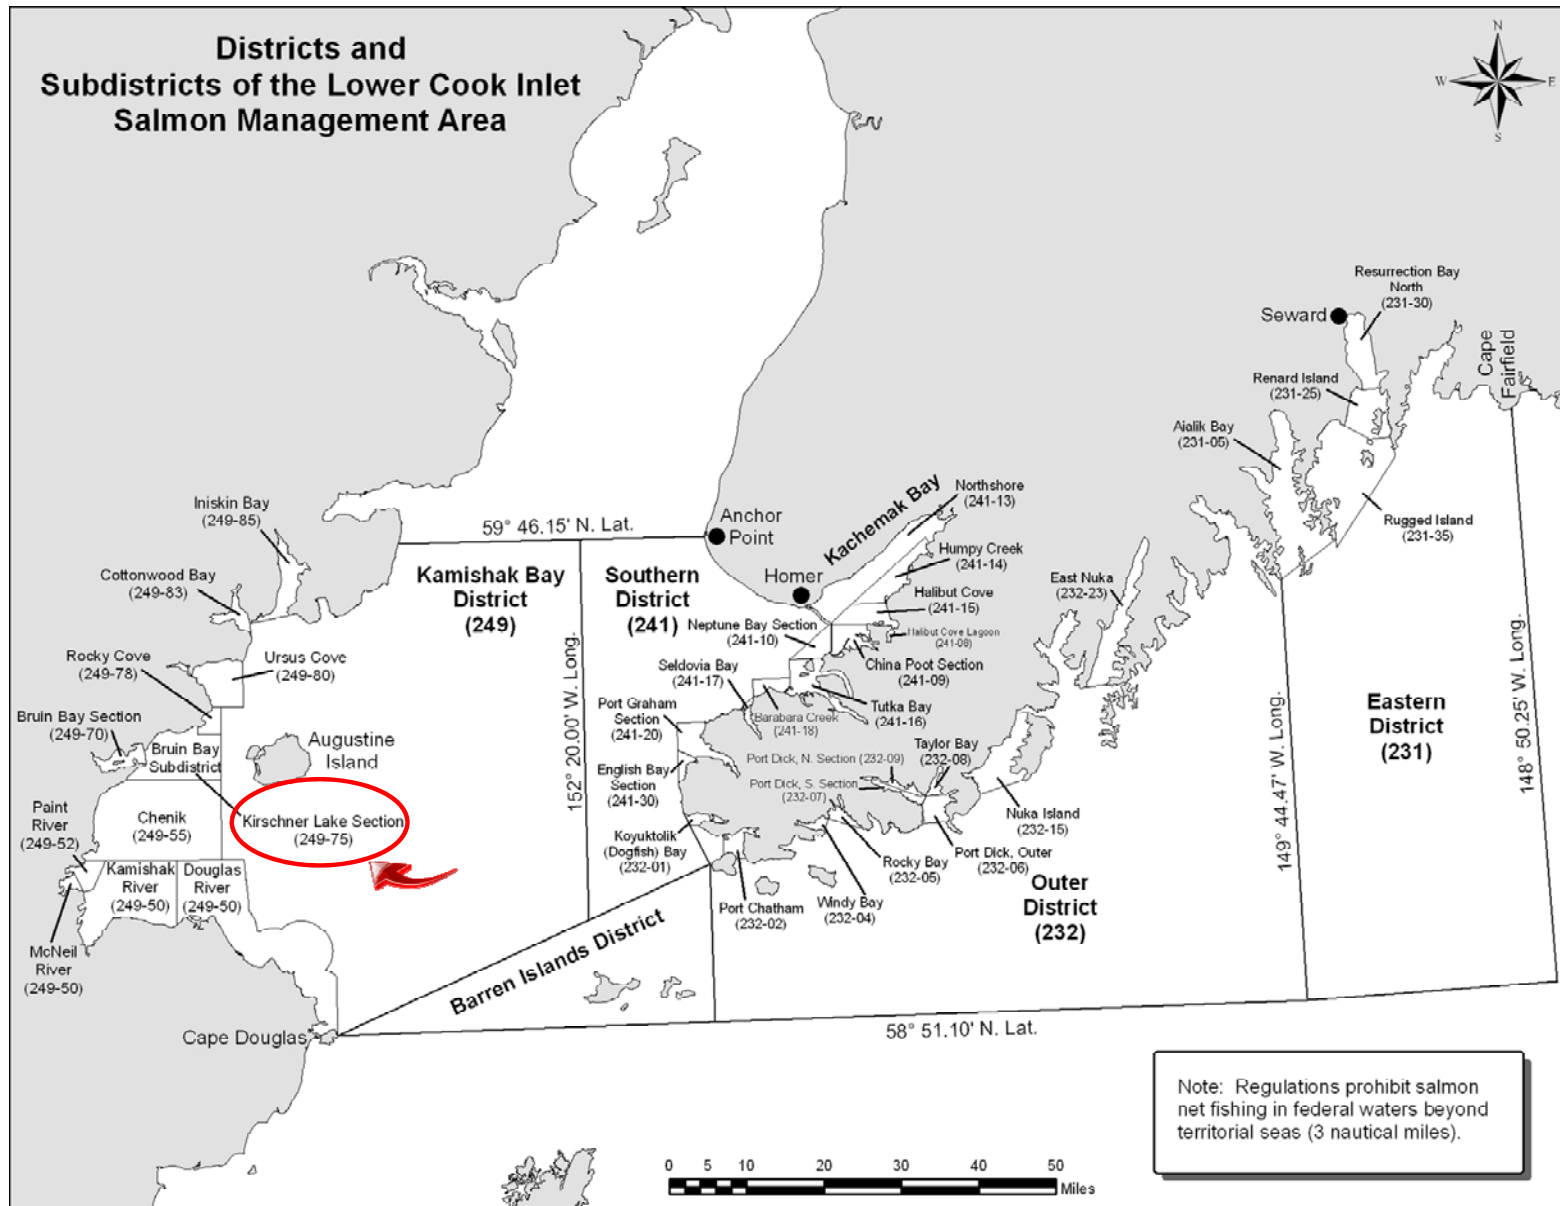 Districts and
Subdistricts of the Lower Cook Inlet
Salmon Management Area
N
W
E
S
Resurrection Bay
North
(231-30)
Seward
Cape
Fairfield
Renard Island
(231-25)
Aialik Bay
(231-05)
Rugged Island
(231-35)
Northshore
(241-13)
Kachemak Bay
Humpy Creek
(241-14)
Halibut Cove
(241-15)
Halibut Cove Lagoon
(241-08)
East Nuka
(232-23)
Iniskin Bay
(249-85)
59° 46.15' N. Lat.
Anchor
Point
Homer
Cottonwood Bay
(249-83)
Kamishak Bay
District
(249)
Southern
District
(241)
Neptune Bay Section
(241-10)
China Poot Section
(241-09)
Rocky Cove
(249-78)
Ursus Cove
(249-80)
Seldovia Bay
(241-17)
Tutka Bay
(241-16)
Barabara Creek
(241-18)
Port Graham
Section
(241-20)
Bruin Bay Section
(249-70)
Bruin Bay
Subdistrict
Augustine
Island
152° 20.00' W. Long.
English Bay
Section
(241-30)
Port Dick, N. Section (232-09)
Port Dick, S. Section
(232-07)
Taylor Bay
(232-08)
Eastern
District
(231)
149° 44.47' W. Long.
148° 50.25' W. Long.
Paint
River
(249-52)
Chenik
(249-55)
Kirschner Lake Section
(249-75)
Koyuktolik
(Dogfish) Bay
(232-01)
Nuka Island
(232-15)
Rocky Bay
(232-05)
Port Dick, Outer
(232-06)
Kamishak
River
(249-50)
Douglas
River
(249-50)
Port Chatham
(232-02)
Windy Bay
(232-04)
Outer
District
(232)
McNeil
River
(249-50)
Barren Islands District
Cape Douglas
58° 51.10' N. Lat.
Note: Regulations prohibit salmon
net fishing in federal waters beyond
territorial seas (3 nautical miles).
0 5 10 20 30 40 50
Miles